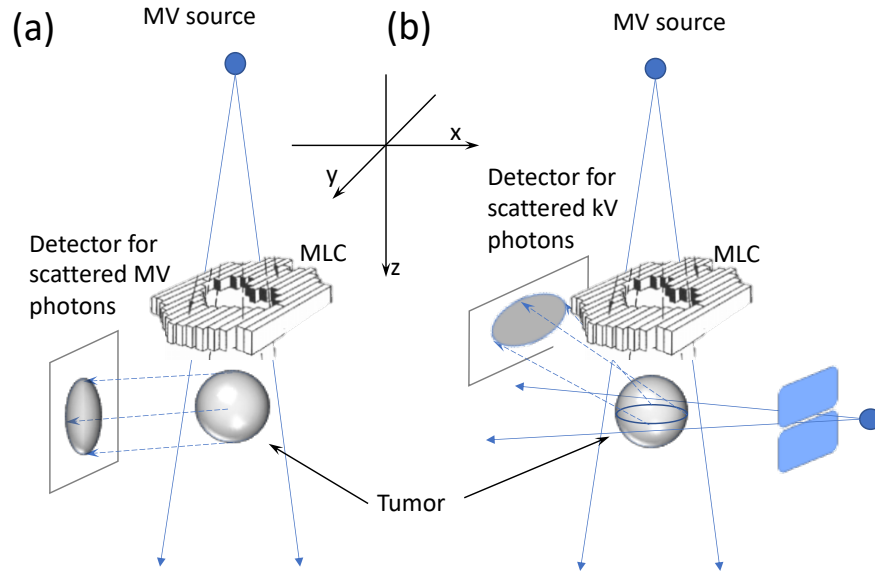 (a)
MV source
(b)
MV source
x
y
z
Detector for
scattered MV
photons
MLC
Detector for
scattered kV
photons
MLC
Tumor